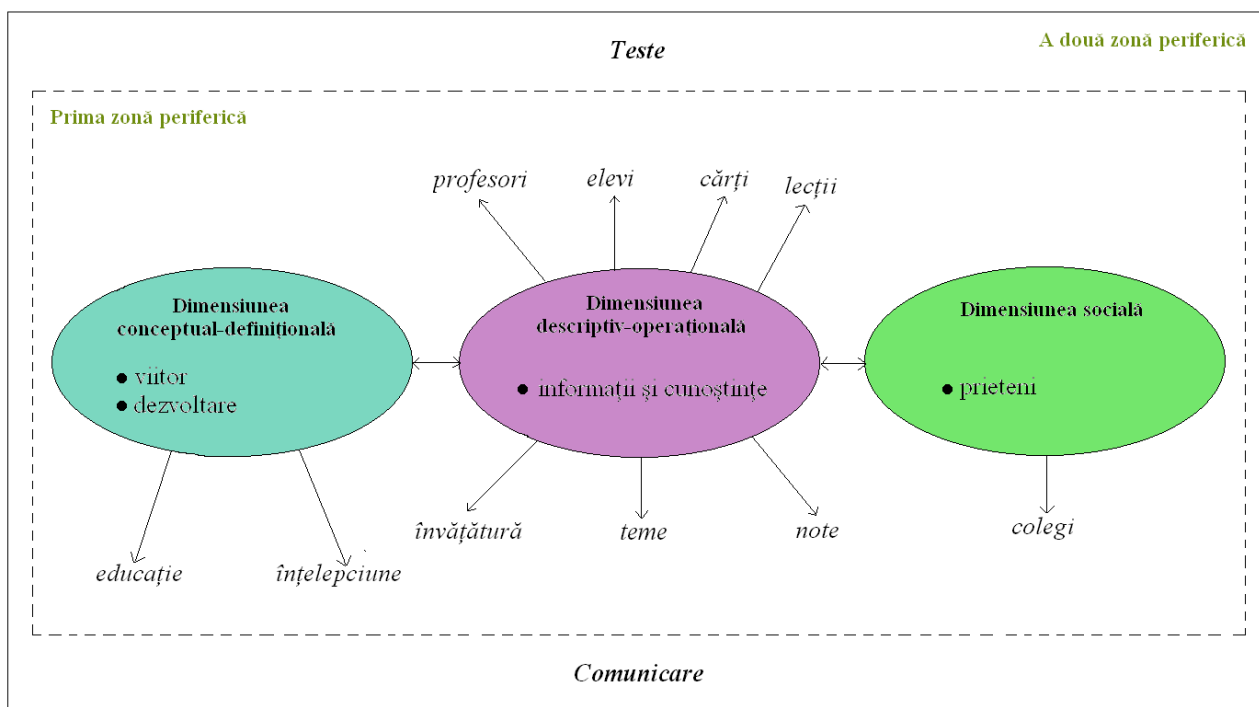 Teste
A două zonă periferică
Prima zonă periferică
profesori
elevi
cărți
lecții
Dimensiunea
conceptual-definițională
● viitor
● dezvoltare
Dimensiunea
descriptiv-operațională
● informații și cunoștințe
Dimensiunea socială
● prieteni
învățătură
teme
note
colegi
educație
înțelepciune
Comunicare